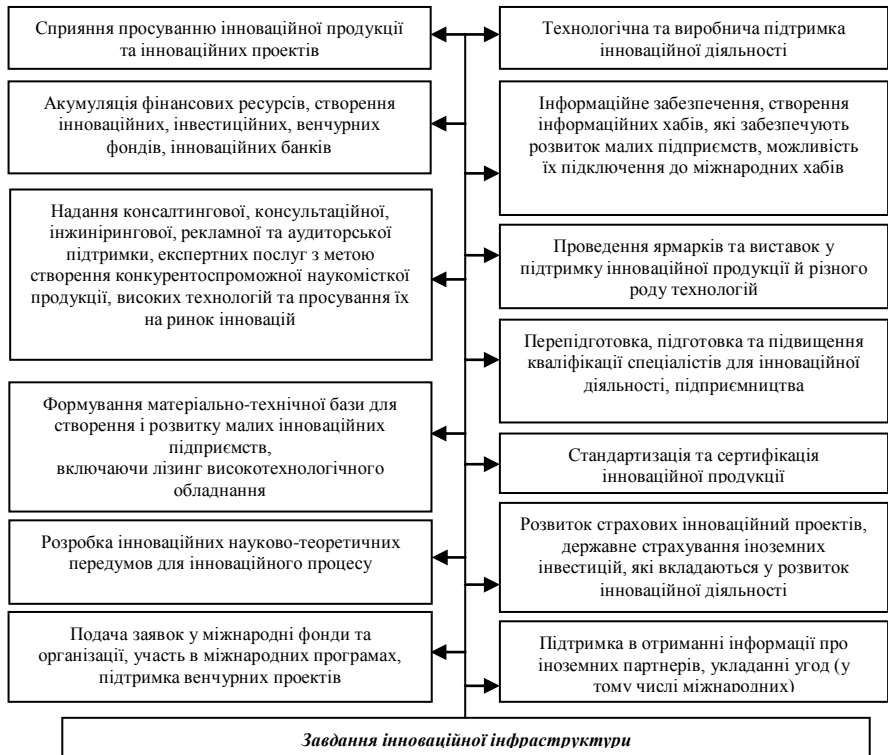 Сприяння просуванню інноваційної продукції
та інноваційних проектів
Акумуляція фінансових ресурсів, створення
інноваційних, інвестиційних, венчурних
фондів, інноваційних банків
Надання консалтингової, консультаційної,
інжинірингової, рекламної та аудиторської
підтримки, експертних послуг з метою
створення конкурентоспроможної наукомісткої
продукції, високих технологій та просування їх
на ринок інновацій
Формування матеріально-технічної бази для
створення і розвитку малих інноваційних
підприємств,
включаючи лізинг високотехнологічного
обладнання
Розробка інноваційних науково-теоретичних
передумов для інноваційного процесу
Подача заявок у міжнародні фонди та
організації, участь в міжнародних програмах,
підтримка венчурних проектів
Технологічна та виробнича підтримка
інноваційної діяльності
Інформаційне забезпечення, створення
інформаційних хабів, які забезпечують
розвиток малих підприємств, можливість
їх підключення до міжнародних хабів
Проведення ярмарків та виставок у
підтримку інноваційної продукції й різного
роду технологій
Перепідготовка, підготовка та підвищення
кваліфікації спеціалістів для інноваційної
діяльності, підприємництва
Стандартизація та сертифікація
інноваційної продукції
Розвиток страхових інноваційний проектів,
державне страхування іноземних
інвестицій, які вкладаються у розвиток
інноваційної діяльності
Підтримка в отриманні інформації про
іноземних партнерів, укладанні угод (у
тому числі міжнародних)
Завдання інноваційної інфраструктури